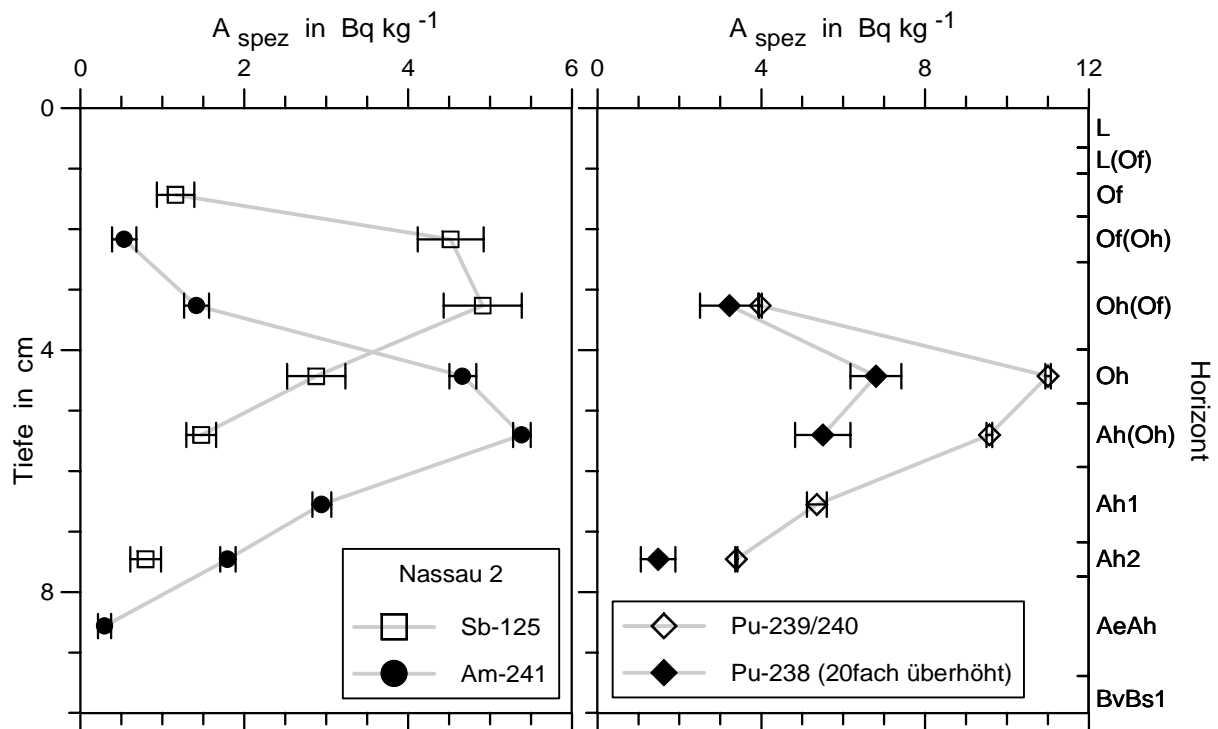 A spez in Bq kg -1
A spez in Bq kg -1
0 2 4 6
0 4 8 12
0
4
8
Tiefe in cm
L
L(Of)
Of
Of(Oh)
Oh(Of)
Oh
Ah(Oh)
Ah1
Ah2
AeAh
BvBs1
Horizont
Nassau 2
Sb-125
Am-241
Pu-239/240
Pu-238 (20fach überhöht)